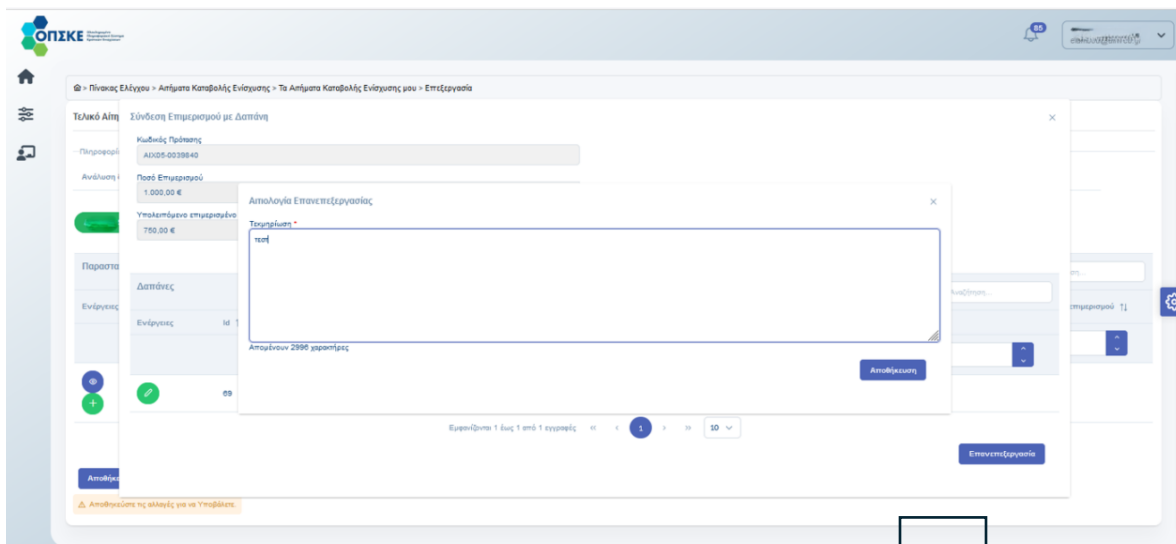 ΟΠΣΚΕ
85
⌂ > Πίνακας Ελέγχου > Αιτήματα Καταβολής Ενίσχυσης > Τα Αιτήματα Καταβολής Ενίσχυσης μου > Επεξεργασία
Τελικό Αίτη
Σύνδεση Επιμερισμού με Δαπάνη
Κωδικός Πρότασης
Πληροφορί
ΑΙΧ05-0039840
Ανάλυση
Ποσό Επιμερισμού
1.000,00 €
Αιτιολογία Επανεπεξεργασίας
Υπολειπόμενο επιμερισμένο
Τεκμηρίωση *
750,00 €
τεστ
Παραστα
Δαπάνες
Αναζήτηση...
ση...
Ενέργειες
Ενέργειες
Id
επιμερισμού
Απομένουν 2996 χαρακτήρες
Αποθήκευση
69
Εμφανίζονται 1 έως 1 από 1 εγγραφές « ‹ 1 › » 10
Επανεπεξεργασία
Αποθήκε
Αποθηκεύστε τις αλλαγές για να Υποβάλετε.